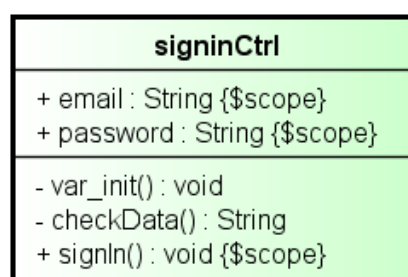 signinCtrl
+ email : String {$scope}
+ password : String {$scope}
- var_init() : void
- checkData() : String
+ signIn() : void {$scope}